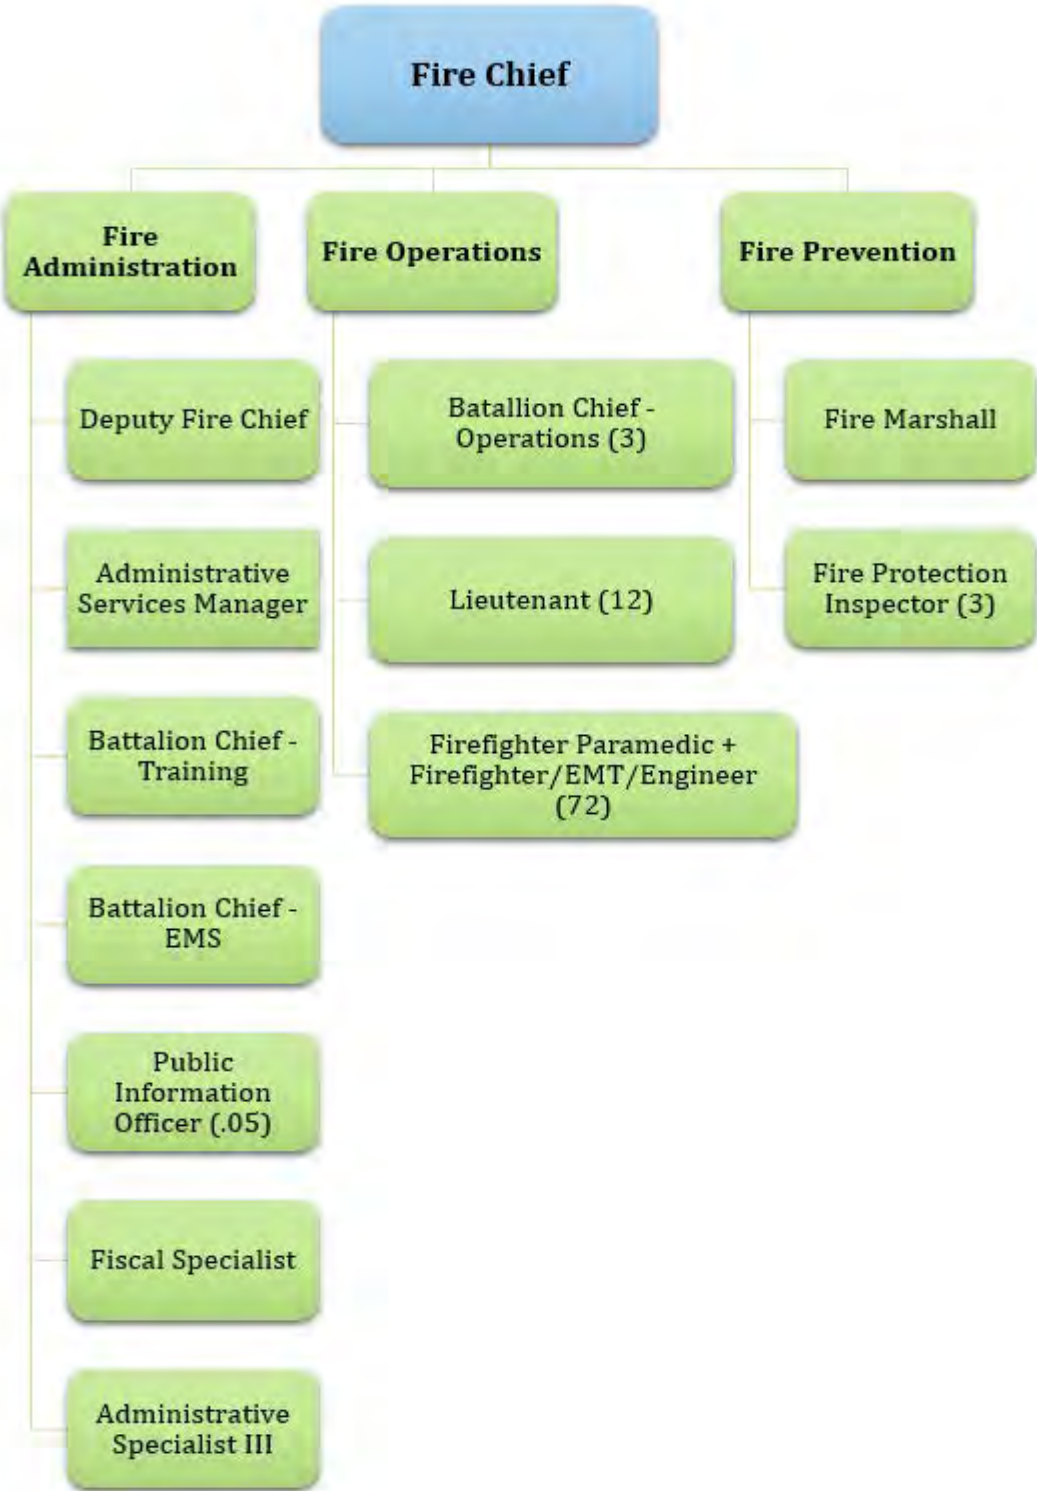 Fire Chief
Fire
Administration
Deputy Fire Chief
Administrative
Services Manager
Battalion Chief -
Training
Battalion Chief -
EMS
Public
Information
Officer (.05)
Fiscal Specialist
Administrative
Specialist III
Fire Operations
Batallion Chief -
Operations (3)
Lieutenant (12)
Firefighter Paramedic +
Firefighter/EMT/Engineer
(72)
Fire Prevention
Fire Marshall
Fire Protection
Inspector (3)